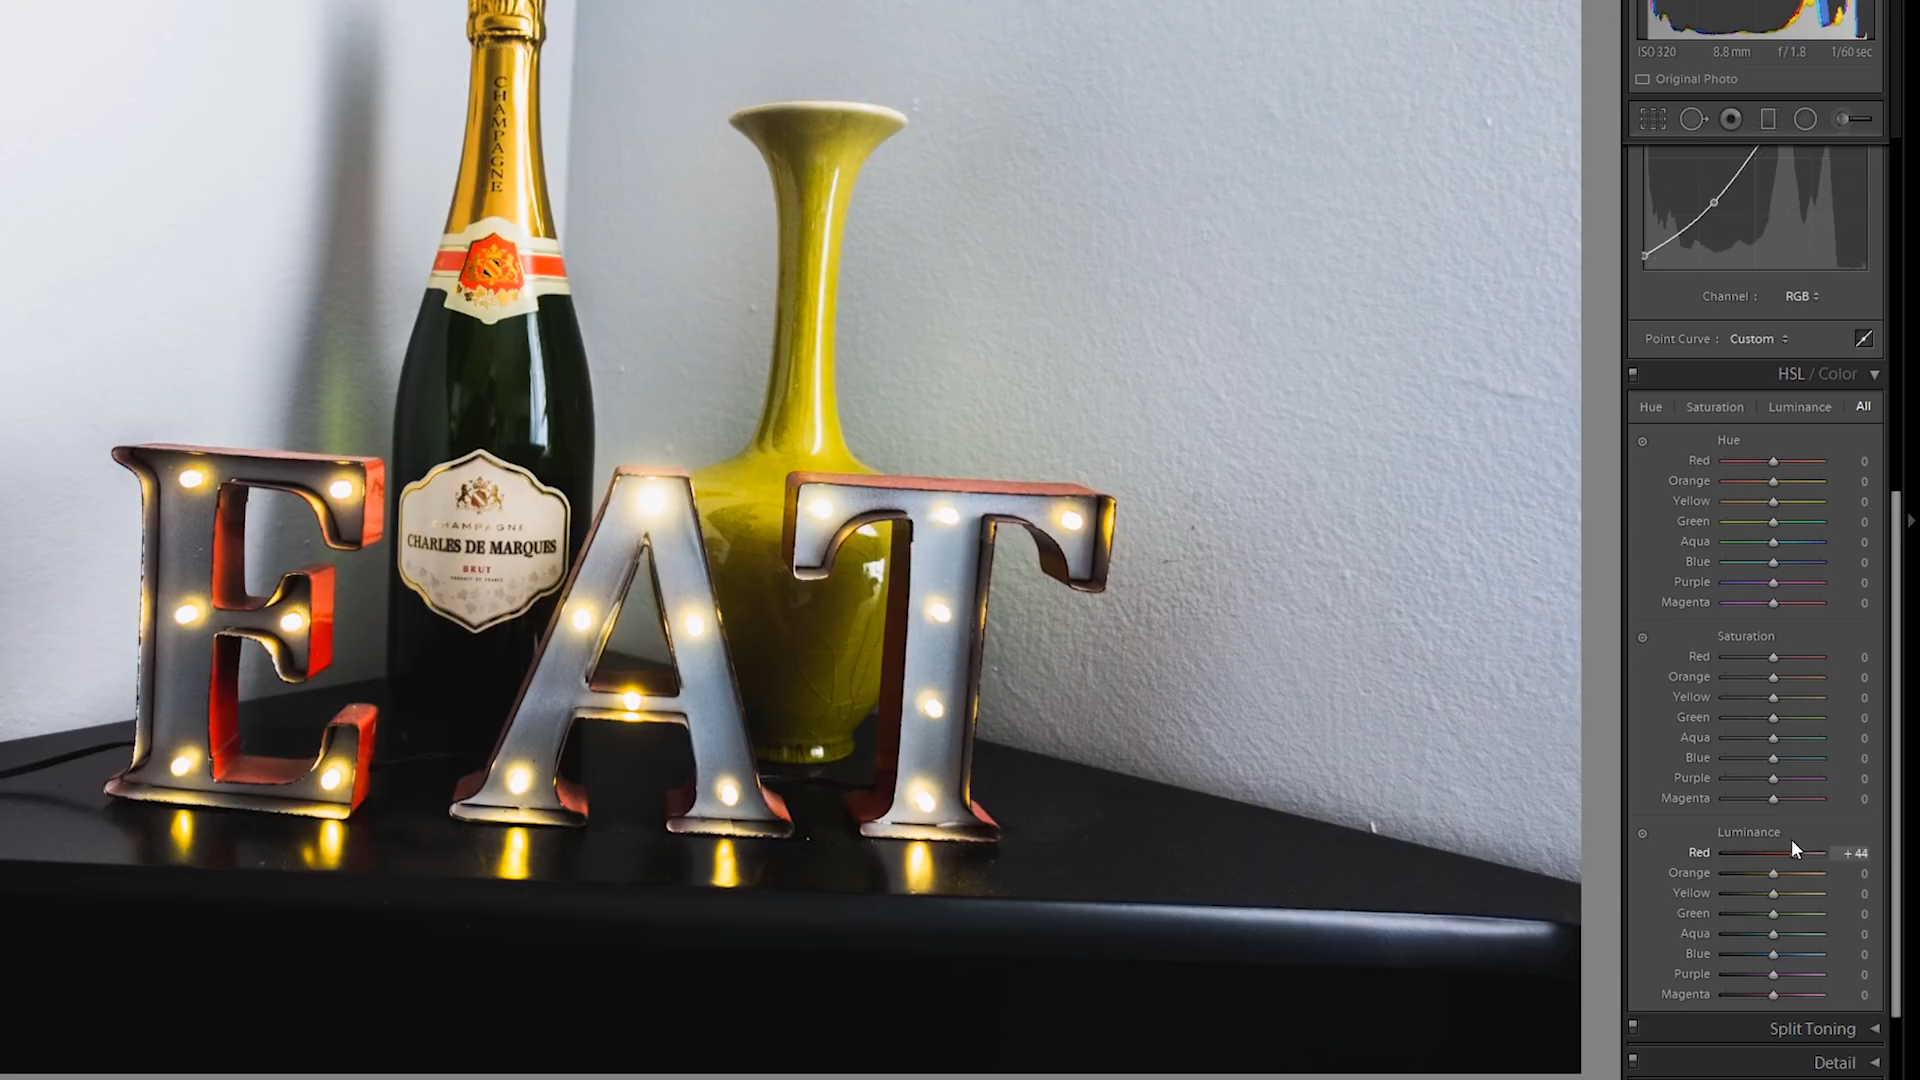 CHAMPAGNE
CHAMPAGNE
CHARLES DE MARQUES
BRUT
PRODUCT OF FRANCE
EAT
ISO 320 8.8 mm f / 1.8 1/60 sec
Original Photo
Channel : RGB
Point Curve : Custom
HSL / Color
Hue Saturation Luminance All
Hue
Red 0
Orange 0
Yellow 0
Green 0
Aqua 0
Blue 0
Purple 0
Magenta 0
Saturation
Red 0
Orange 0
Yellow 0
Green 0
Aqua 0
Blue 0
Purple 0
Magenta 0
Luminance
Red + 44
Orange 0
Yellow 0
Green 0
Aqua 0
Blue 0
Purple 0
Magenta 0
Split Toning
Detail